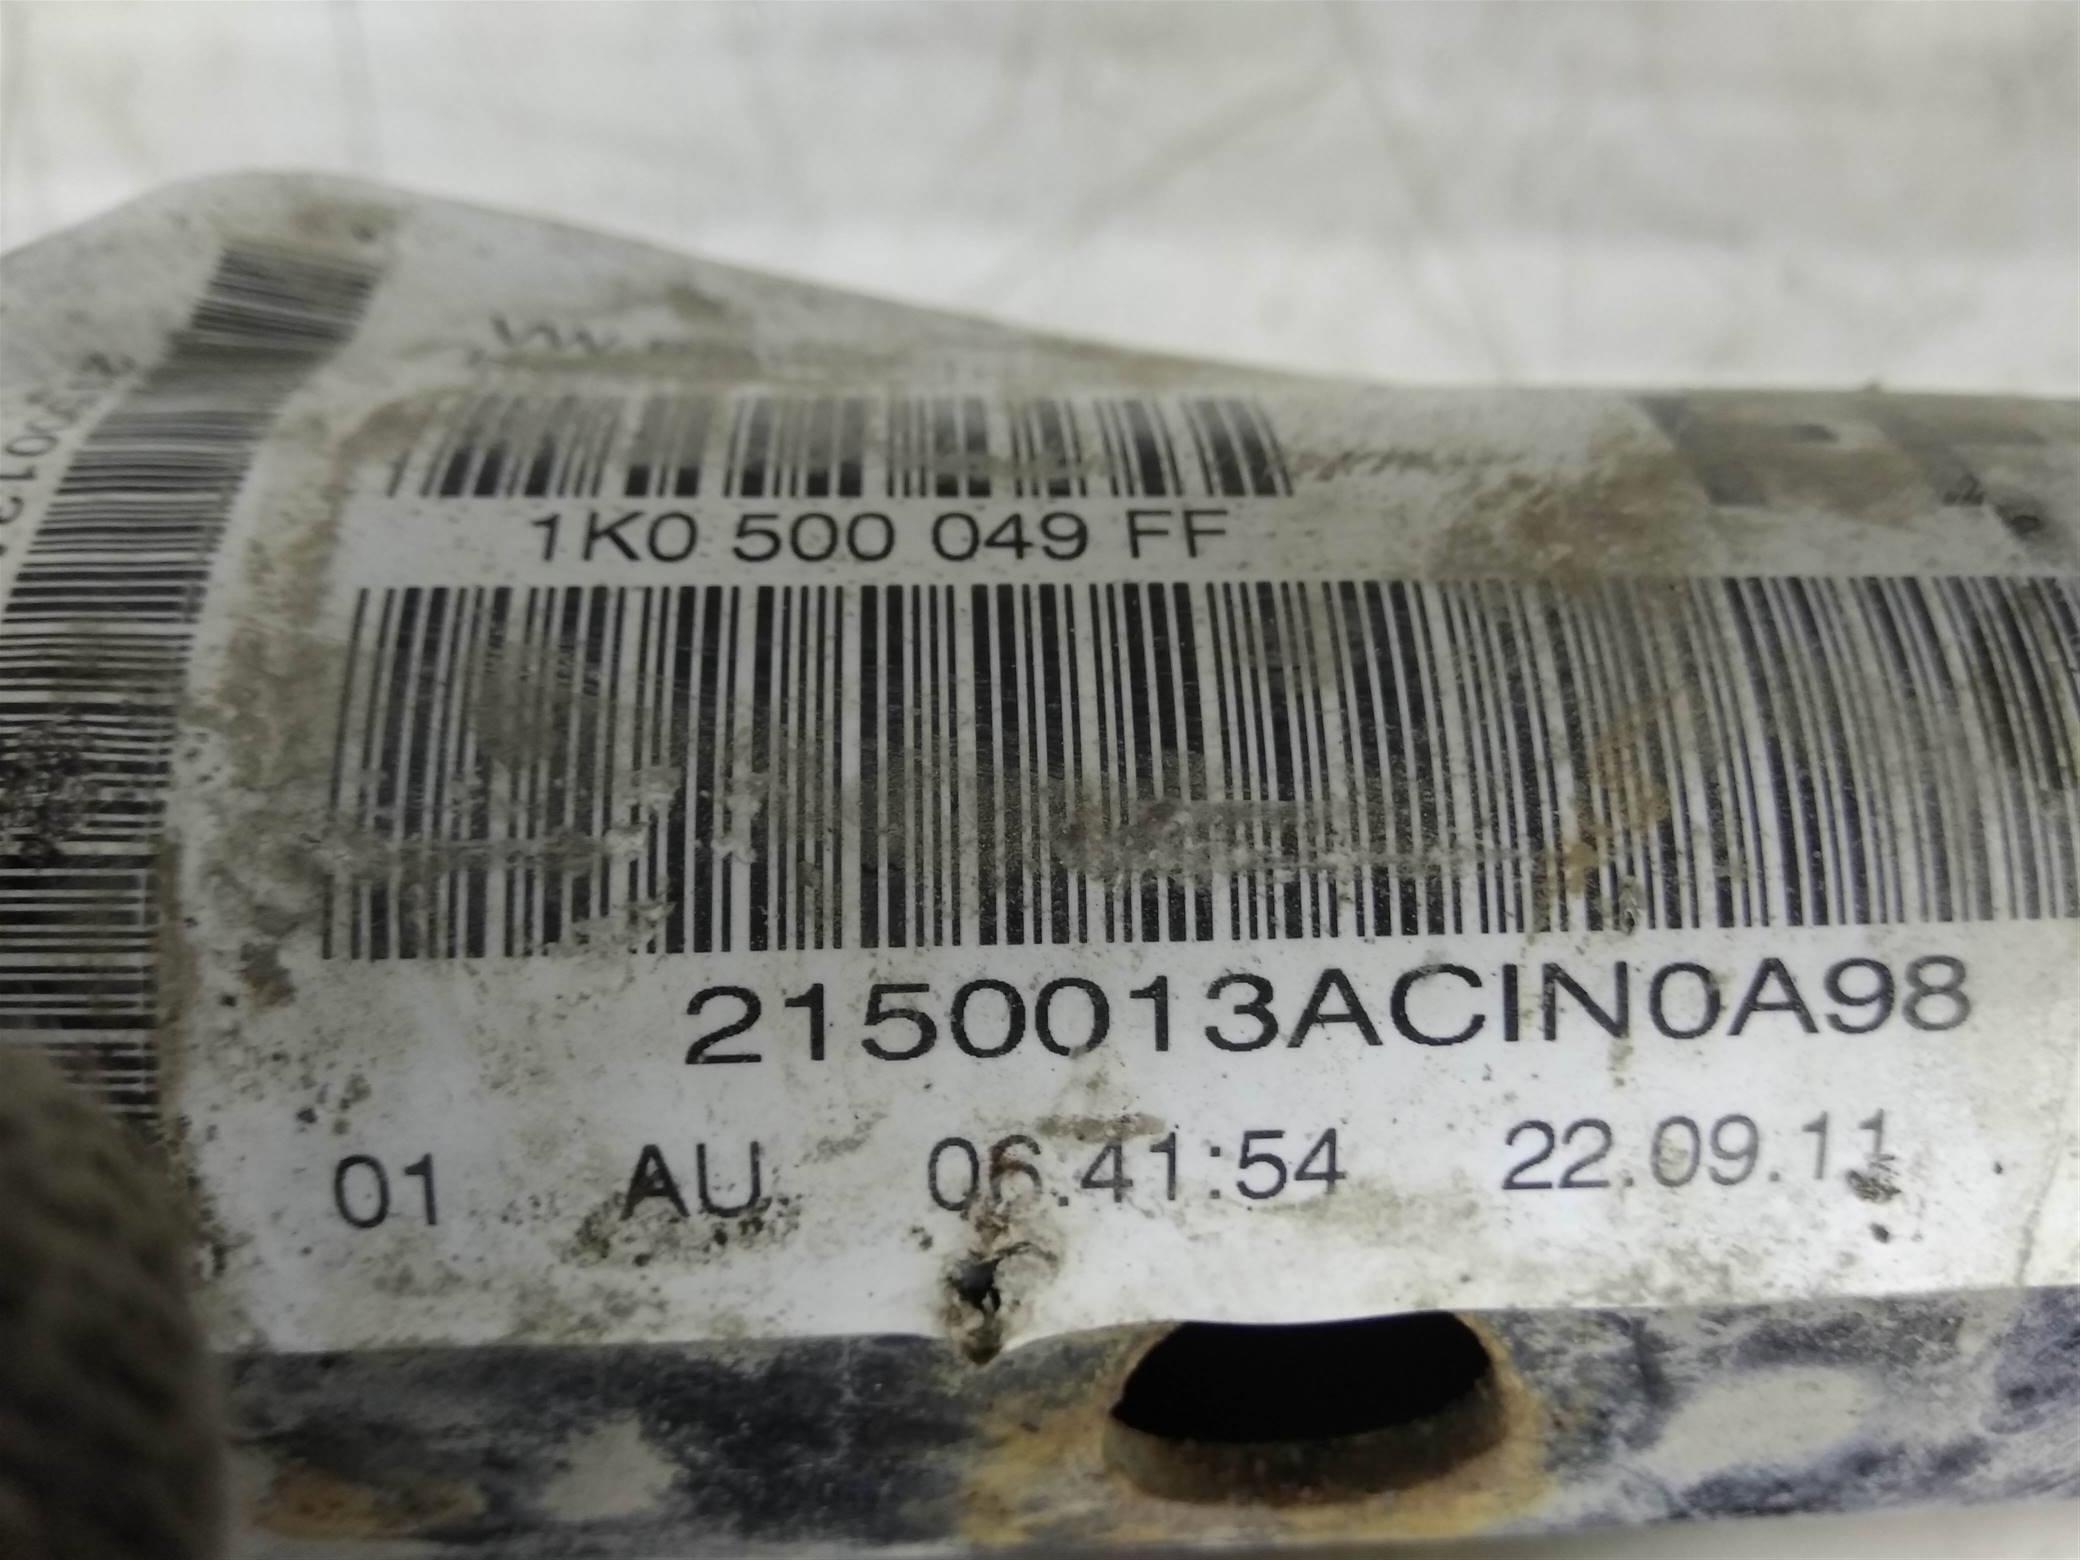 1K0 500 049 FF
2150013ACIN0A98
01 AU 06:41:54 22.09.11